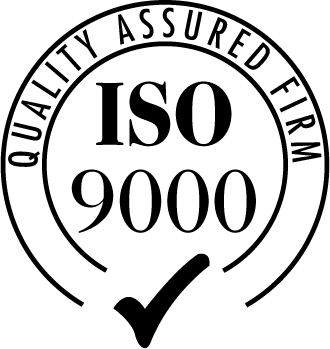 QUALITY ASSURED FIRM
ISO
9000